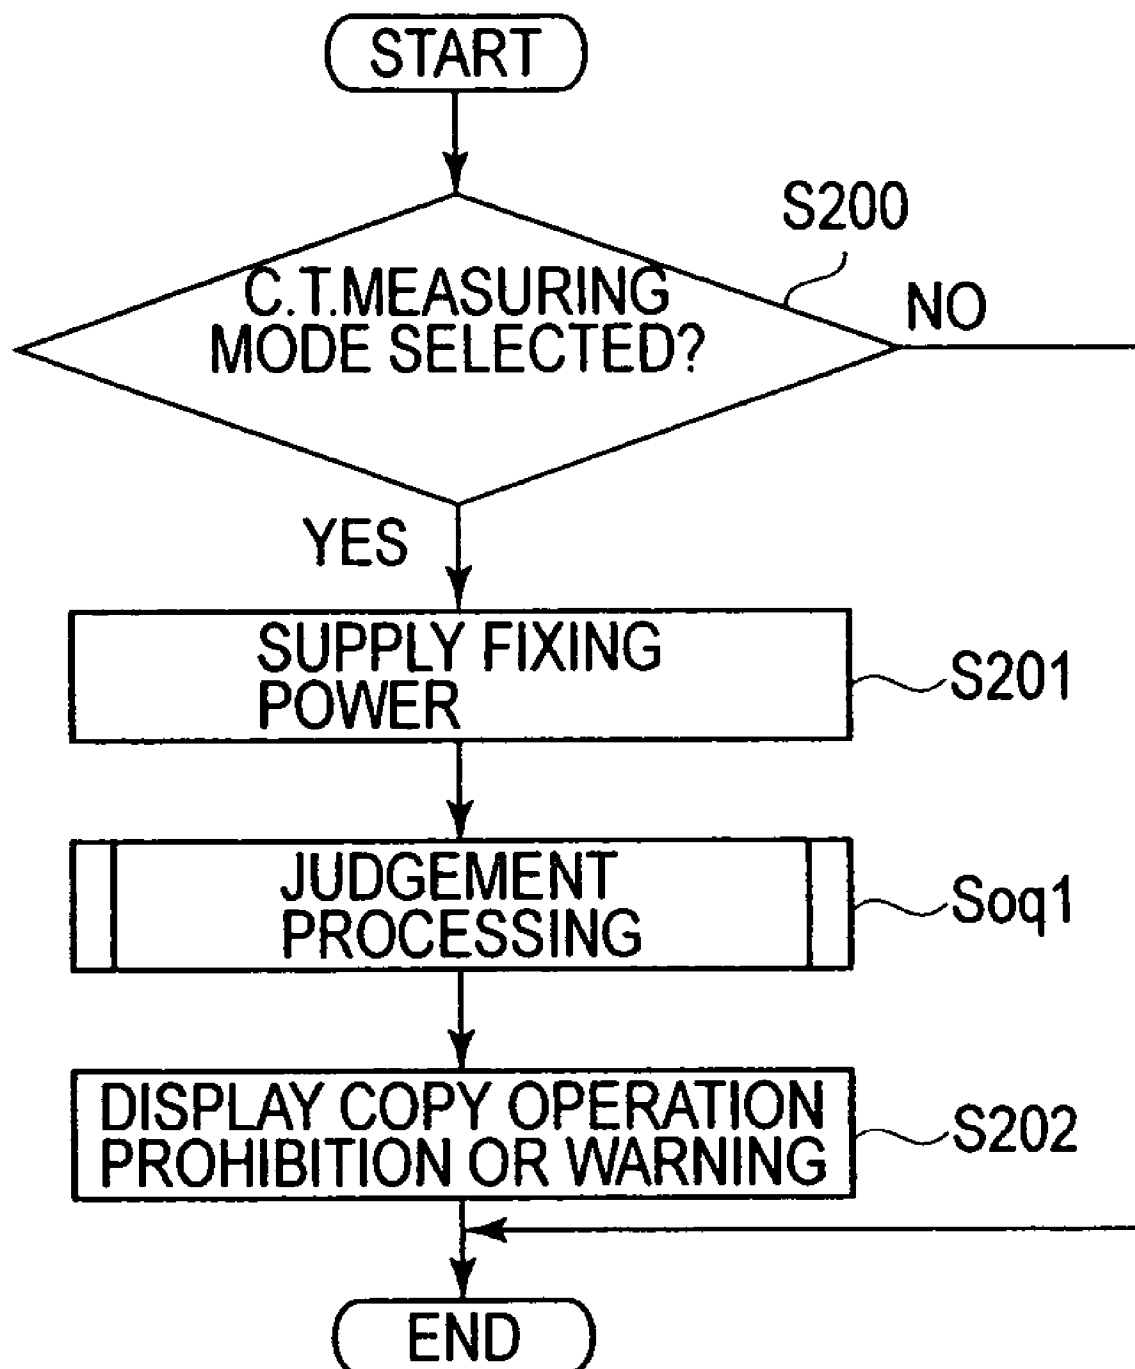 START
S200
C.T.MEASURING
MODE SELECTED?
NO
YES
SUPPLY FIXING
POWER
S201
JUDGEMENT
PROCESSING
Soq1
DISPLAY COPY OPERATION
PROHIBITION OR WARNING
S202
END